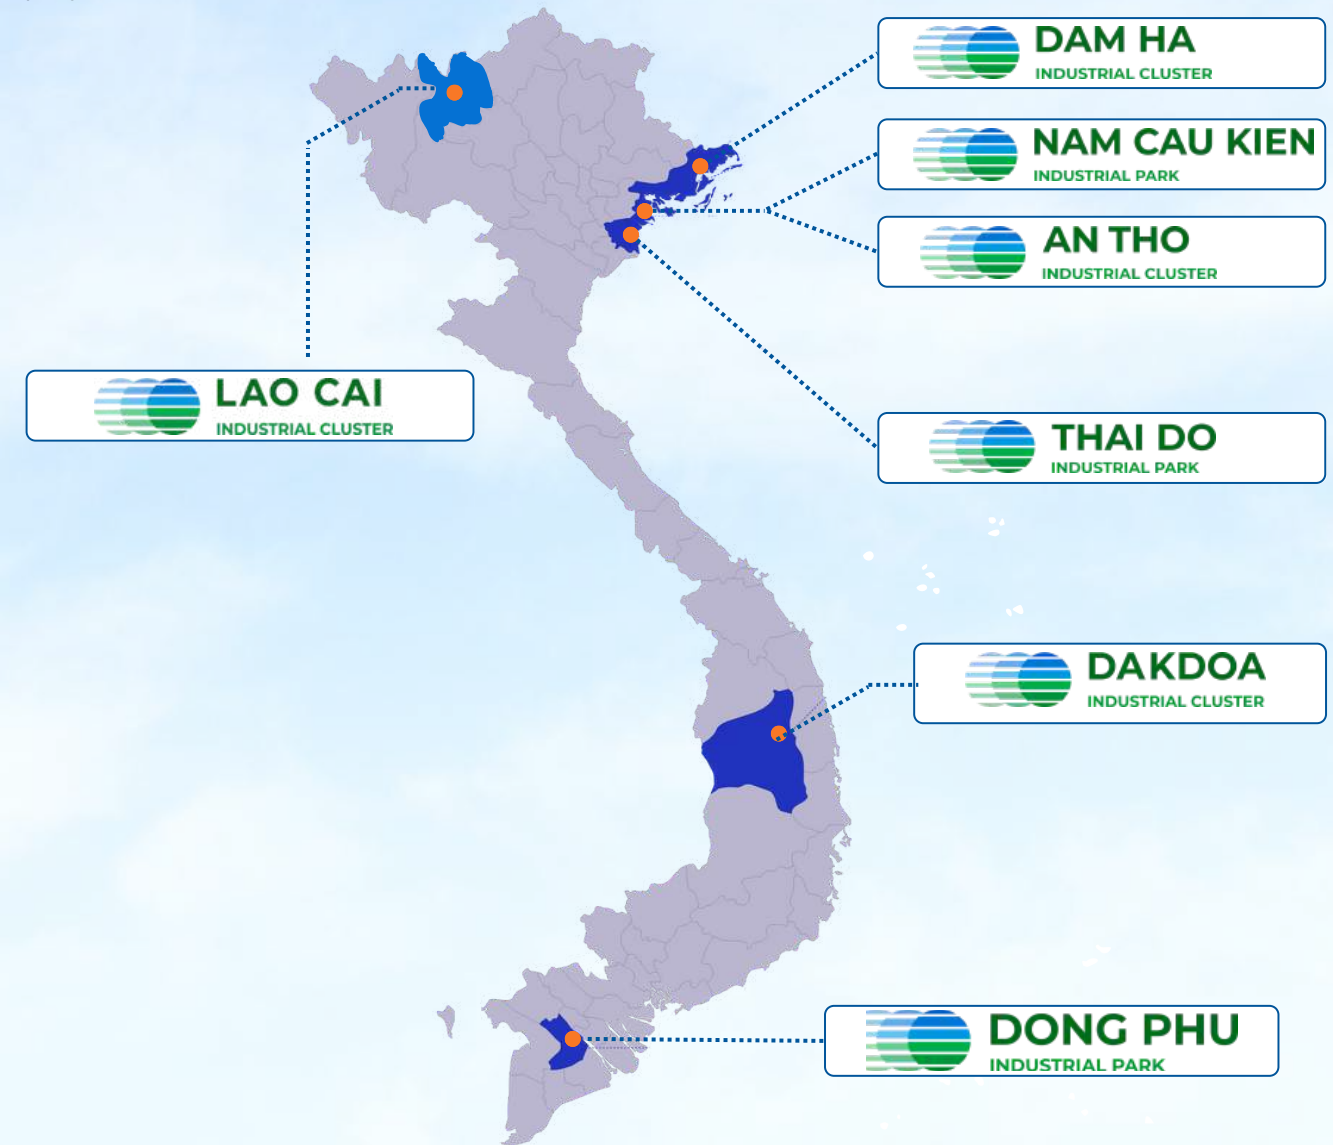 DAM HA
INDUSTRIAL CLUSTER
NAM CAU KIEN
INDUSTRIAL PARK
AN THO
INDUSTRIAL CLUSTER
LAO CAI
INDUSTRIAL CLUSTER
THAI DO
INDUSTRIAL PARK
DAKDOA
INDUSTRIAL CLUSTER
DONG PHU
INDUSTRIAL PARK